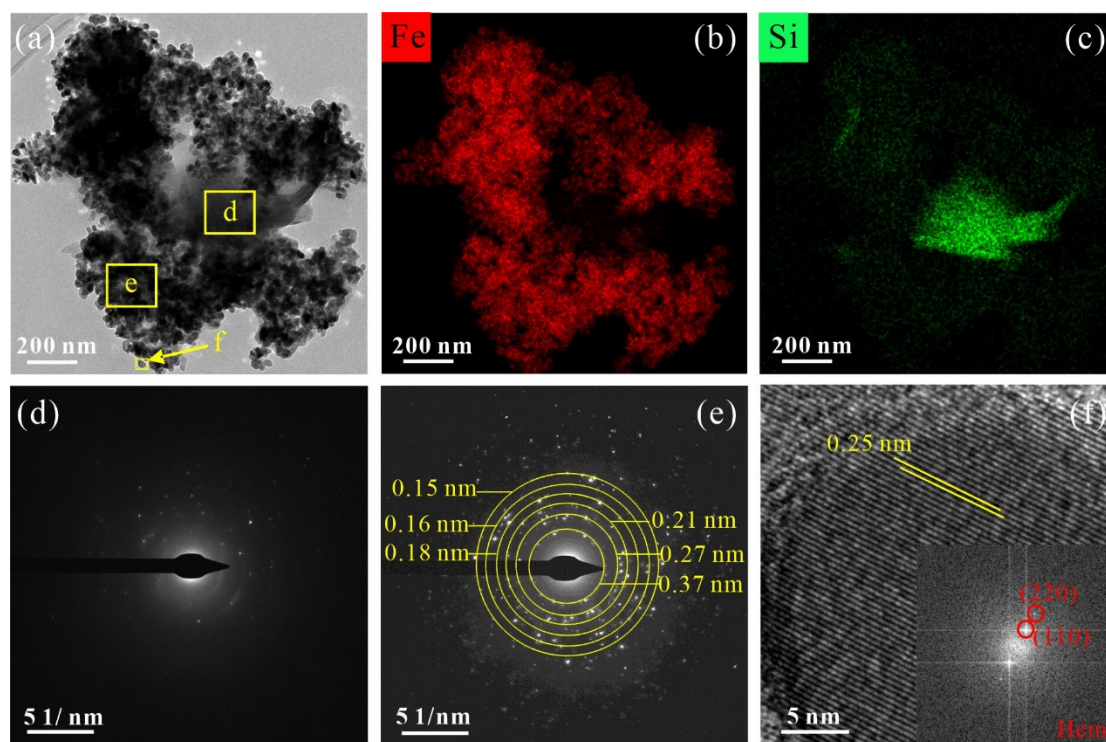 (a)
d
e
f
200 nm
Fe
(b)
200 nm
Si
(c)
200 nm
(d)
5 1/ nm
(e)
0.15 nm
0.16 nm
0.18 nm
0.21 nm
0.27 nm
0.37 nm
5 1/nm
(f)
0.25 nm
(220)
(110)
5 nm
Hem